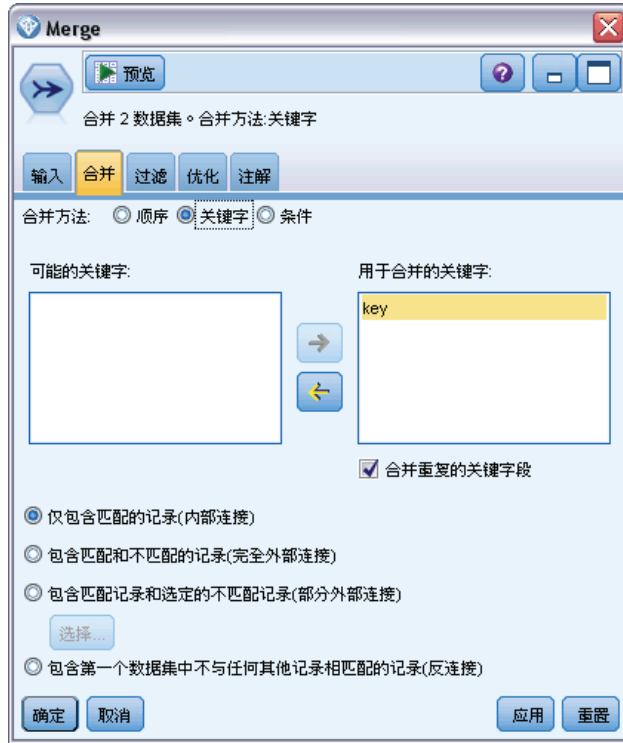 Merge
预览
合并 2 数据集。合并方法:关键字
输入 合并 过滤 优化 注解
合并方法: 顺序 关键字 条件
可能的关键字: 用于合并的关键字:
key
合并重复的关键字段
仅包含匹配的记录(内部连接)
包含匹配和不匹配的记录(完全外部连接)
包含匹配记录和选定的不匹配记录(部分外部连接)
选择...
包含第一个数据集中不与任何其他记录相匹配的记录(反连接)
确定 取消 应用 重置